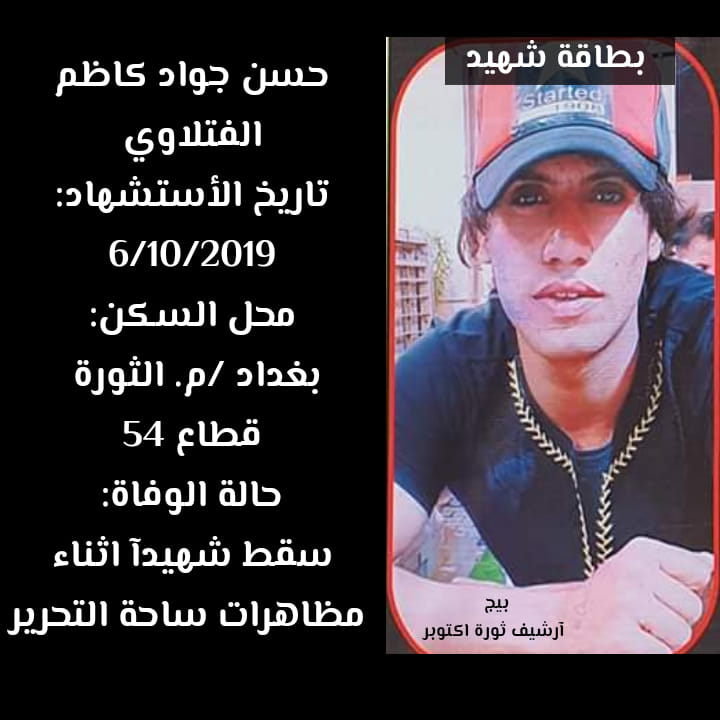 بطاقة شهيد
حسن جواد كاظم
الفتلاوي
تاريخ الأستشهاد:
6/10/2019
محل السكن:
بغداد /م. الثورة
قطاع 54
حالة الوفاة:
سقط شهيدآ اثناء
مظاهرات ساحة التحرير
Started
1908
بيج
آرشيف ثورة اكتوبر